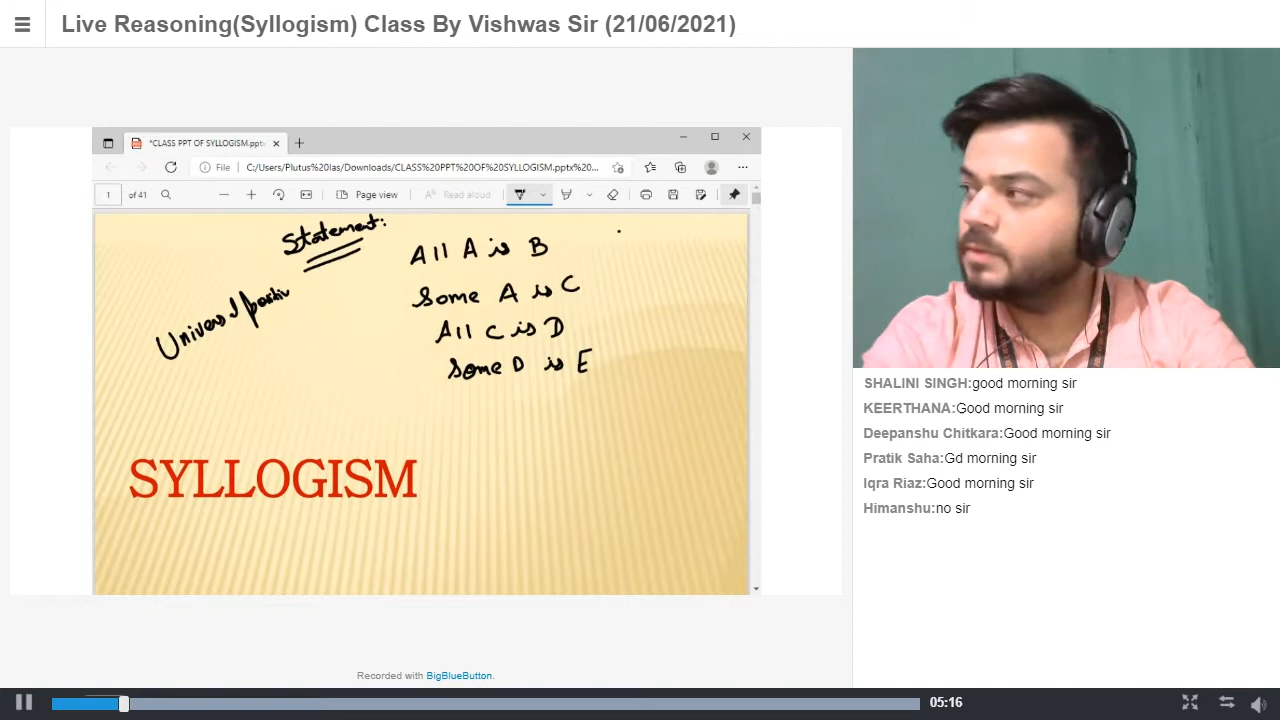 Live Reasoning(Syllogism) Class By Vishwas Sir (21/06/2021)
*CLASS PPT OF SYLLOGISM.pptx
File
C:/Users/Plutus%20Ias/Downloads/CLASS%20PPT%20OF%20SYLLOGISM.pptx%20...
1 of 41
Page view
Read aloud
Statement:
All A is B
Some A is C
All C is D
Some D is E
SYLLOGISM
SHALINI SINGH:good morning sir
KEERTHANA:Good morning sir
Deepanshu Chitkara:Good morning sir
Pratik Saha:Gd morning sir
Iqra Riaz:Good morning sir
Himanshu:no sir
Recorded with BigBlueButton.
05:16